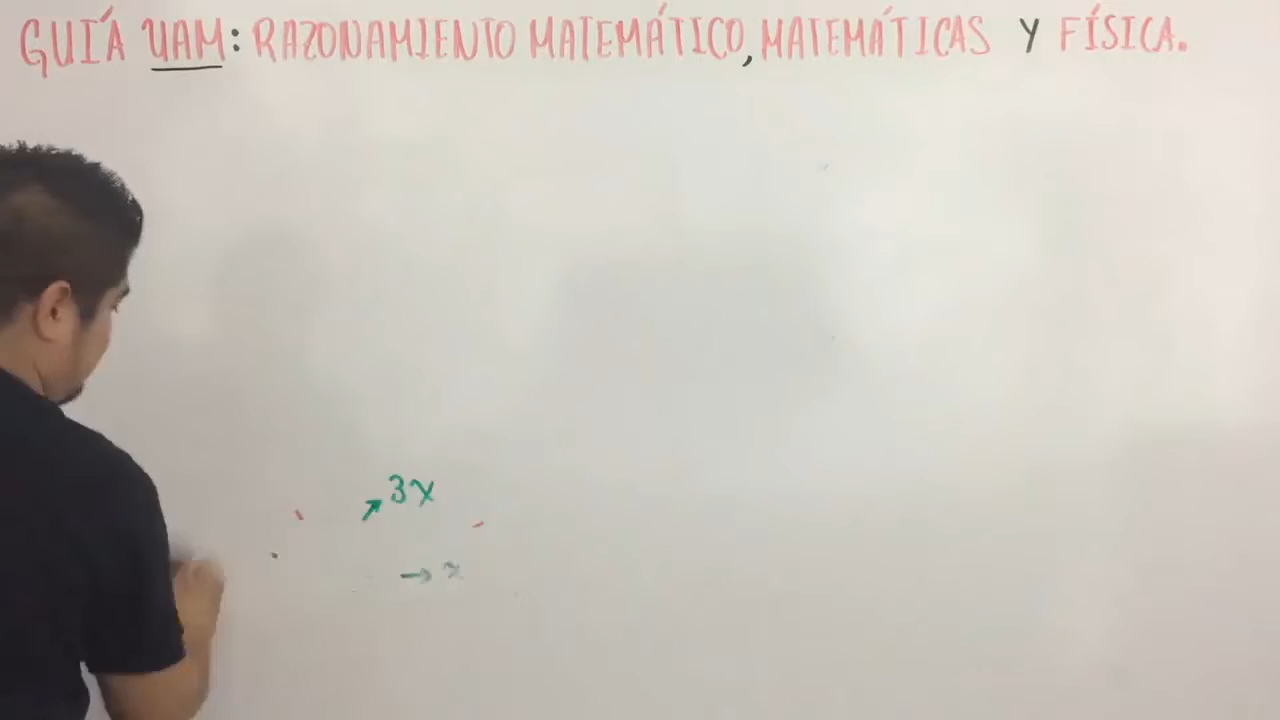 GUÍA UAM: RAZONAMIENTO MATEMÁTICO, MATEMÁTICAS Y FÍSICA.
↗3x
→ x